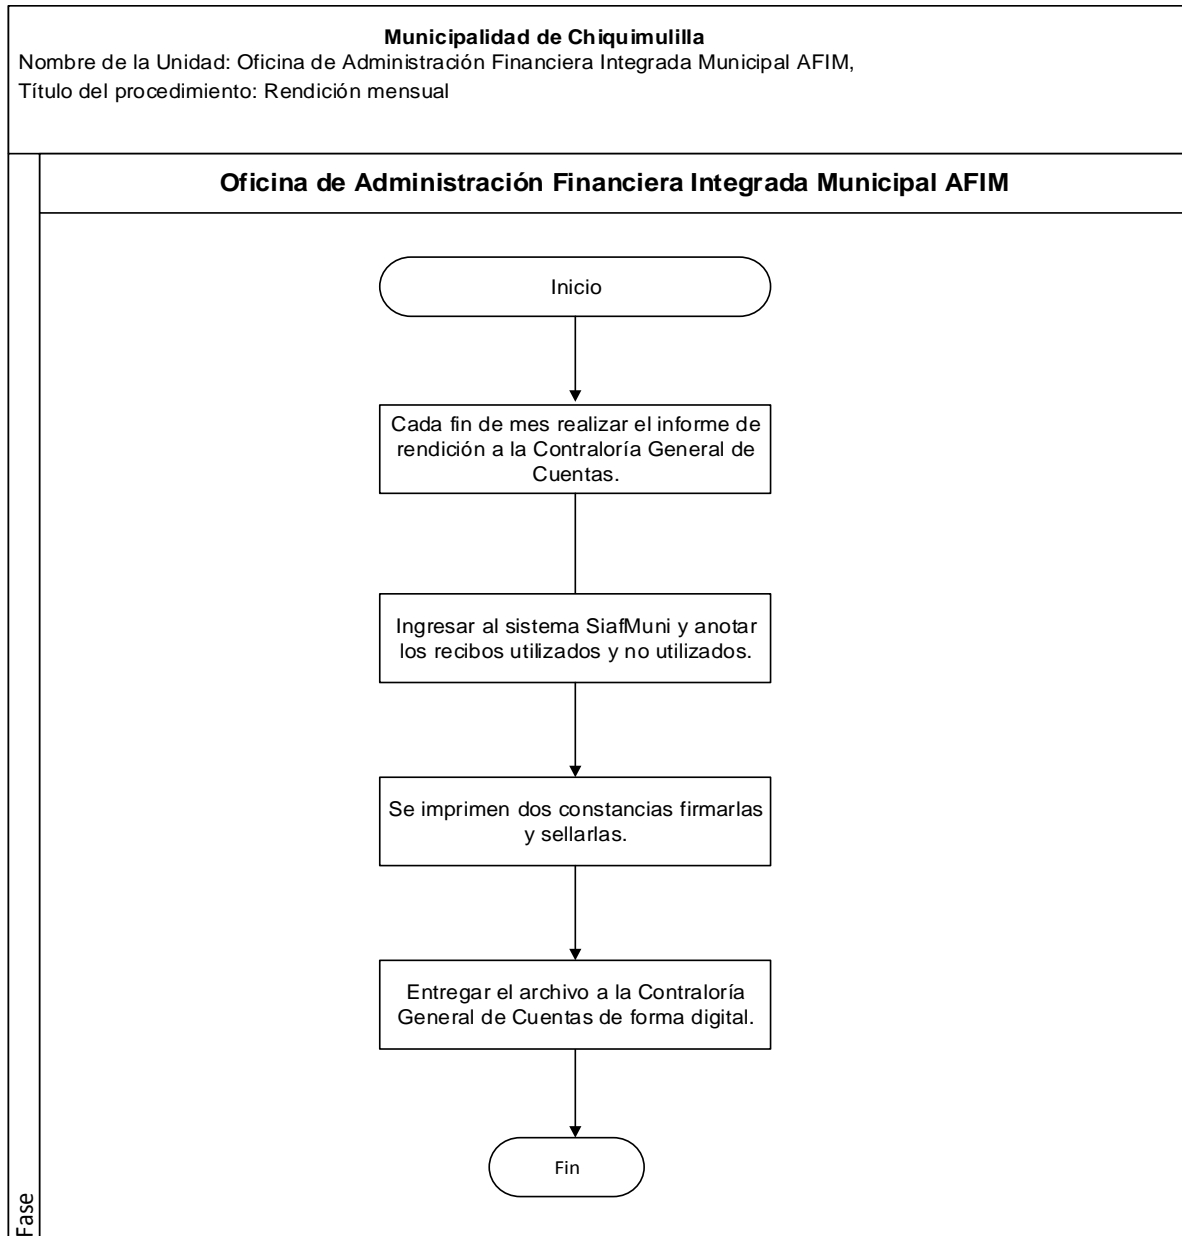 Municipalidad de Chiquimulilla
Nombre de la Unidad: Oficina de Administración Financiera Integrada Municipal AFIM,
Título del procedimiento: Rendición mensual
Oficina de Administración Financiera Integrada Municipal AFIM
Inicio
Cada fin de mes realizar el informe de
rendición a la Contraloría General de
Cuentas.
Ingresar al sistema SiafMuni y anotar
los recibos utilizados y no utilizados.
Se imprimen dos constancias firmarlas
y sellarlas.
Entregar el archivo a la Contraloría
General de Cuentas de forma digital.
Fin
Fase